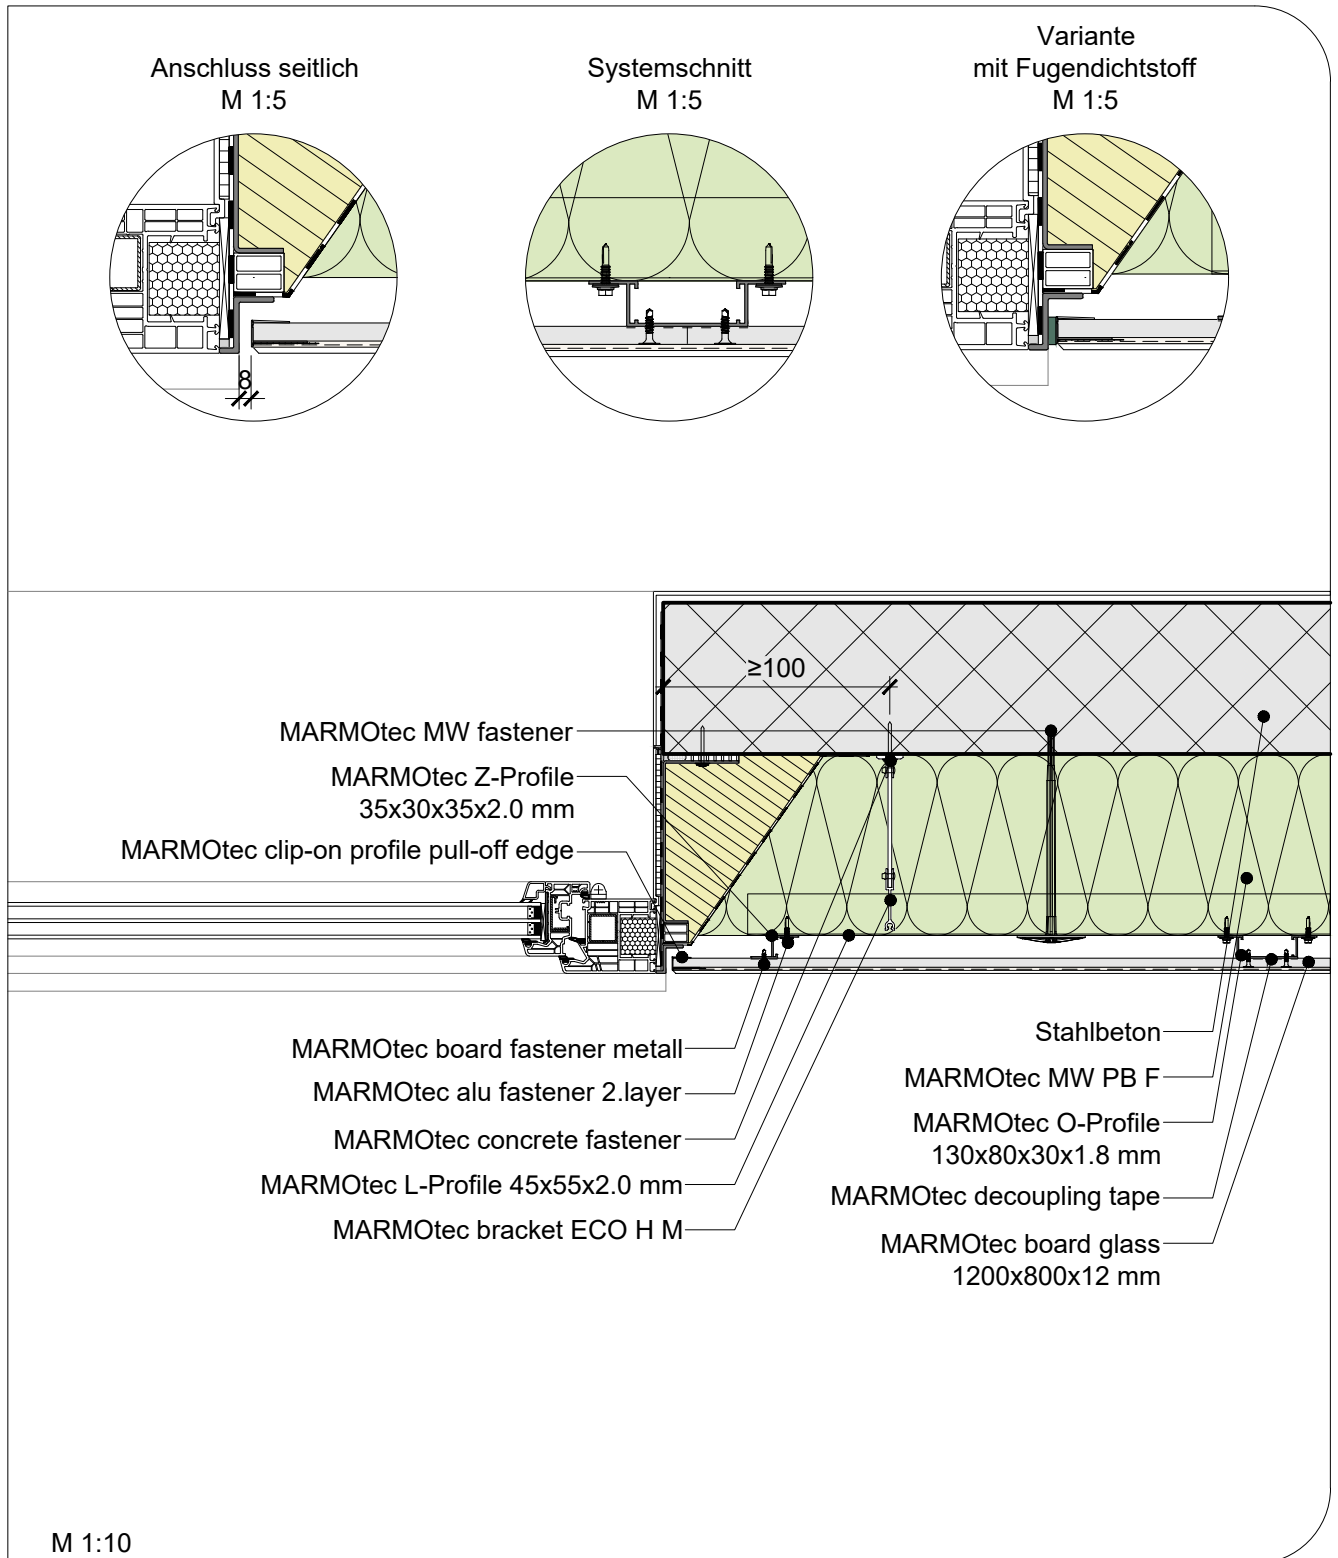 Anschluss seitlich
M 1:5
Systemschnitt
M 1:5
Variante
mit Fugendichtstoff
M 1:5
8
≥100
MARMOtec MW fastener
MARMOtec Z-Profile
35x30x35x2.0 mm
MARMOtec clip-on profile pull-off edge
MARMOtec board fastener metall
MARMOtec alu fastener 2.layer
MARMOtec concrete fastener
MARMOtec L-Profile 45x55x2.0 mm
MARMOtec bracket ECO H M
Stahlbeton
MARMOtec MW PB F
MARMOtec O-Profile
130x80x30x1.8 mm
MARMOtec decoupling tape
MARMOtec board glass
1200x800x12 mm
M 1:10